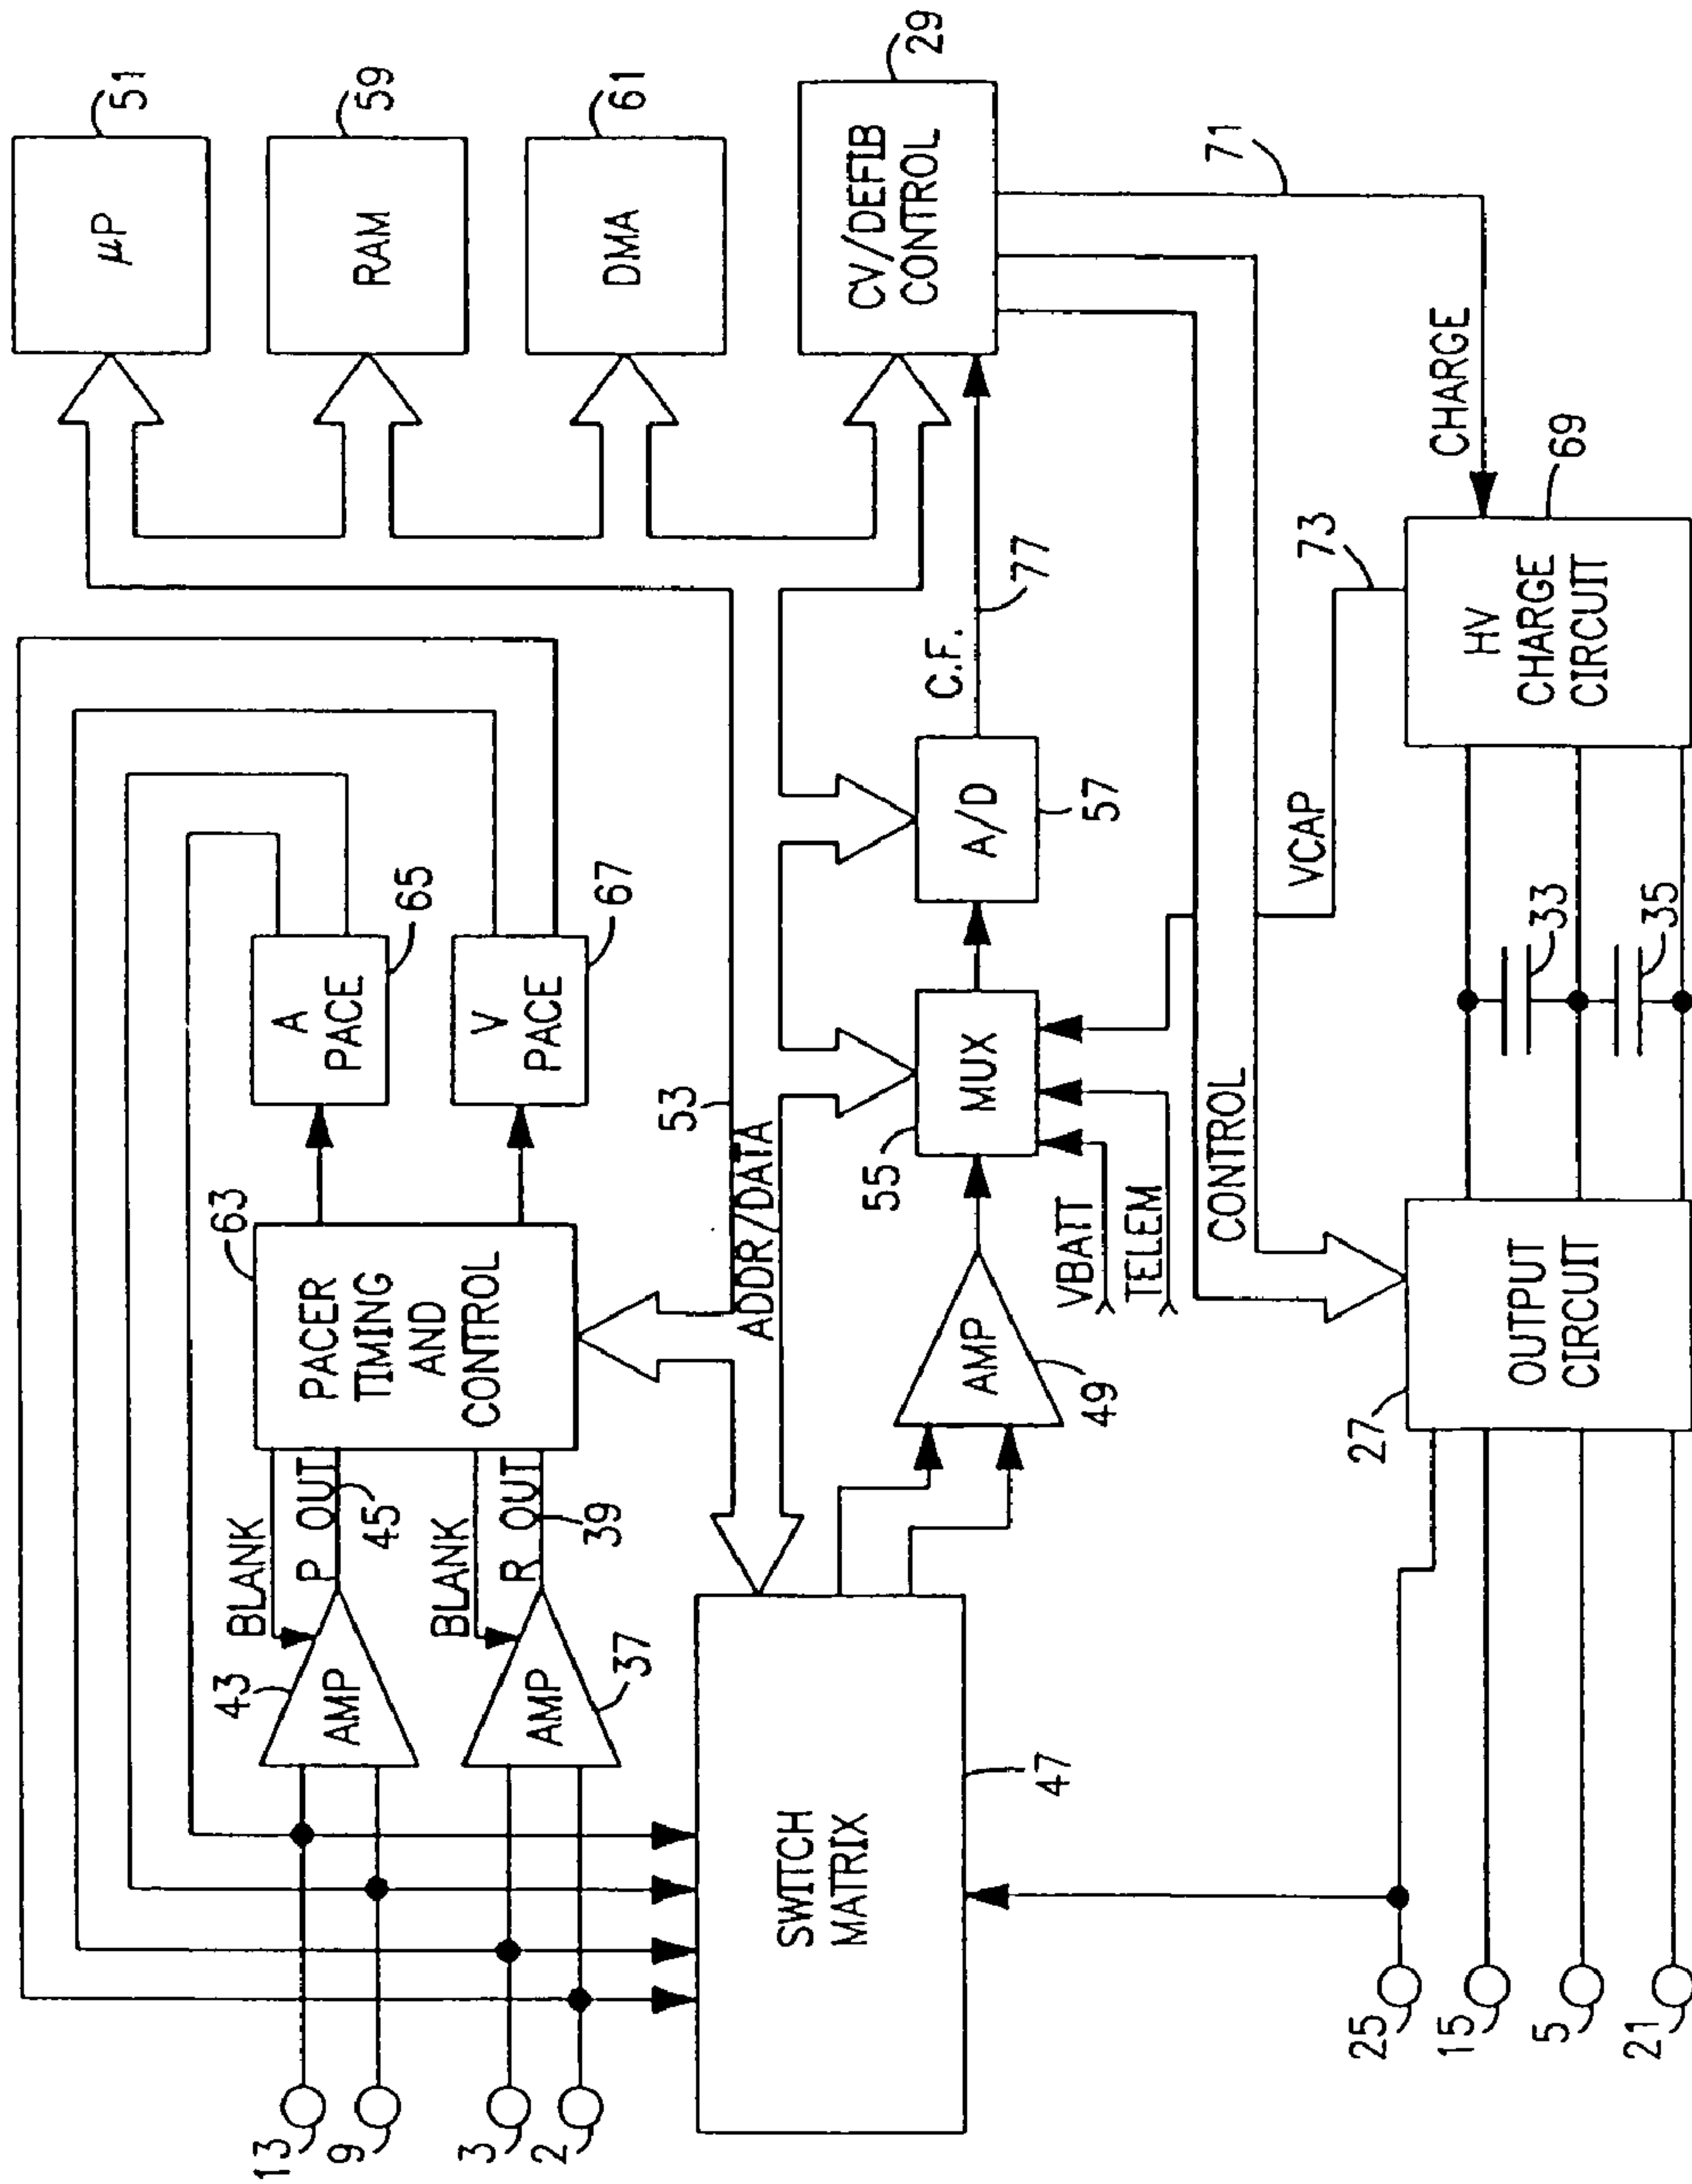 13
9
3
2
43
AMP
BLANK
P OUT
45
37
AMP
BLANK
R OUT
39
63
PACER
TIMING
AND
CONTROL
A
PACE
65
V
PACE
67
μP
51
RAM
59
DMA
61
53
ADDR/DATA
SWITCH
MATRIX
47
AMP
49
55
MUX
VBATT
TELEM
A/D
57
C.F.
77
CV/DEFIB
CONTROL
29
71
CONTROL
VCAP
73
CHARGE
25
15
5
21
27
OUTPUT
CIRCUIT
33
35
HV
CHARGE
CIRCUIT
69